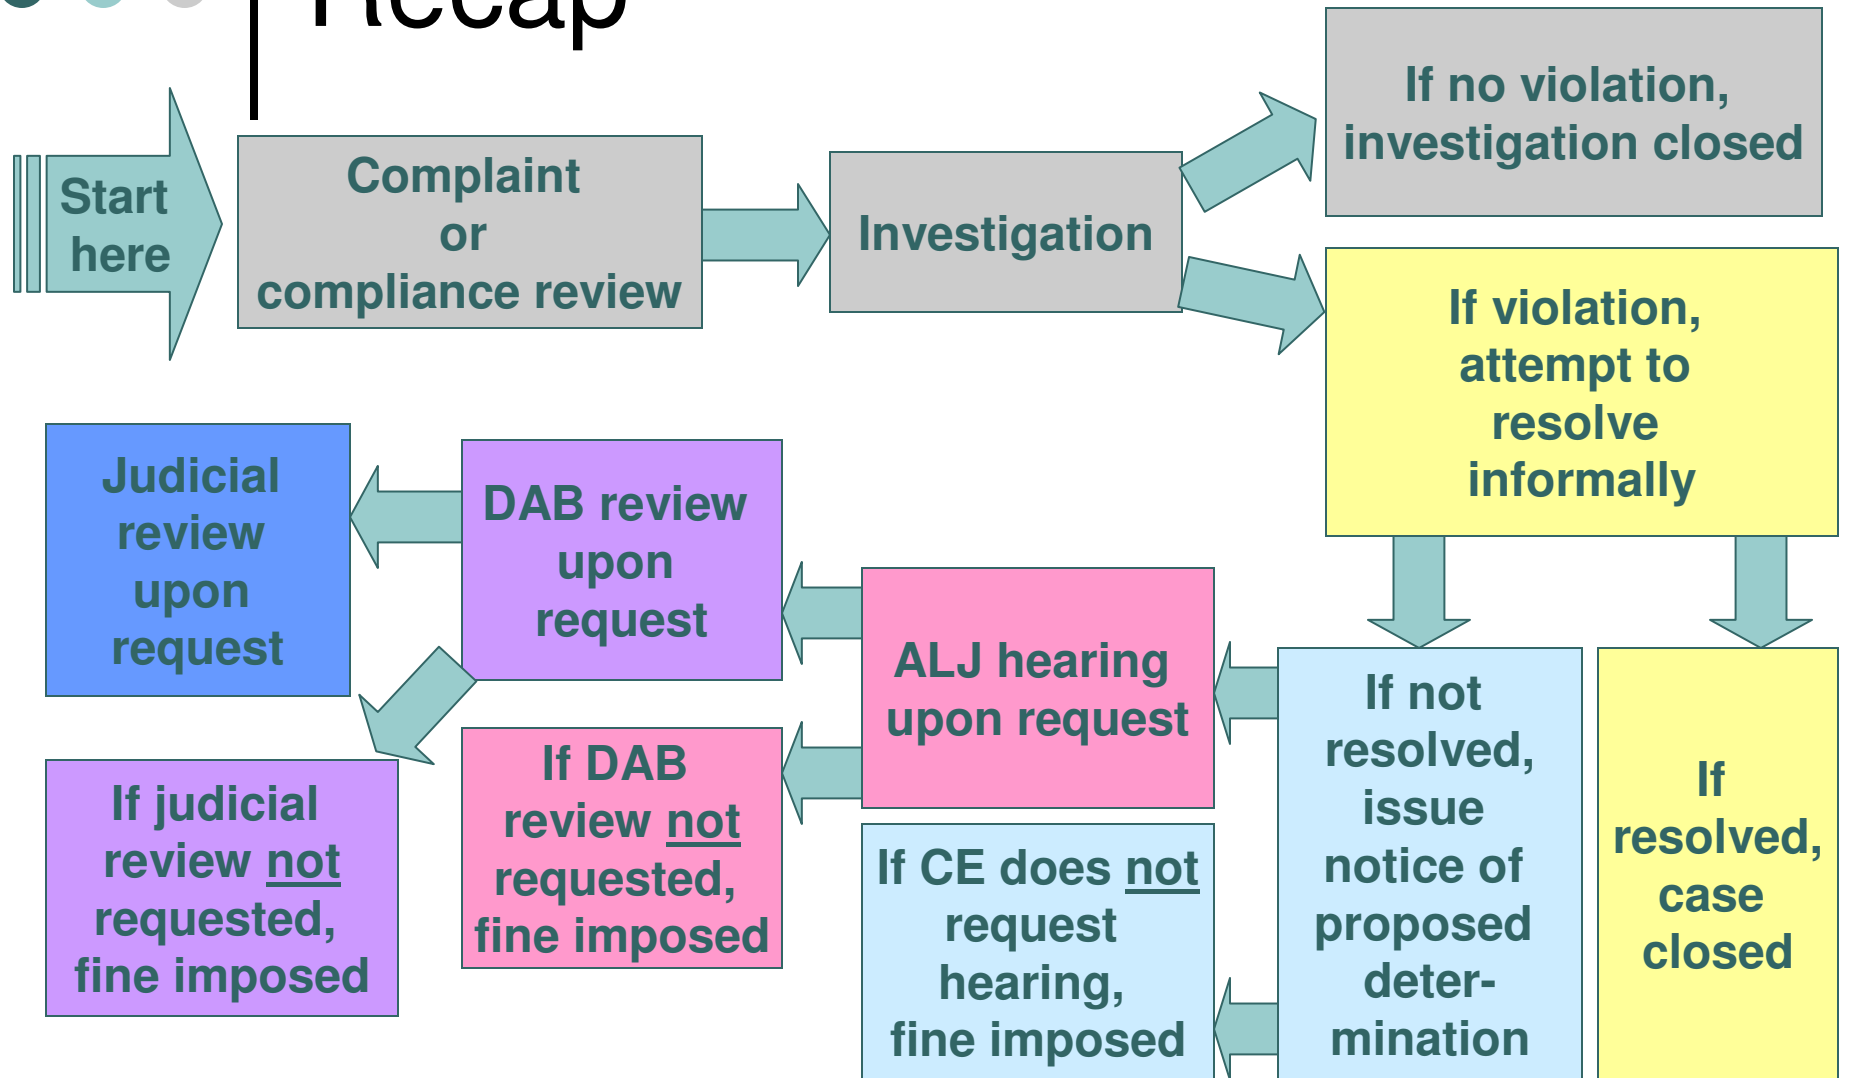 Recap
Start
here
Complaint
or
compliance review
Investigation
If no violation,
investigation closed
If violation,
attempt to
resolve
informally
If
resolved,
case
closed
If not
resolved,
issue
notice of
proposed
deter-
mination
ALJ hearing
upon request
If CE does not
request
hearing,
fine imposed
DAB review
upon
request
If DAB
review not
requested,
fine imposed
Judicial
review
upon
request
If judicial
review not
requested,
fine imposed